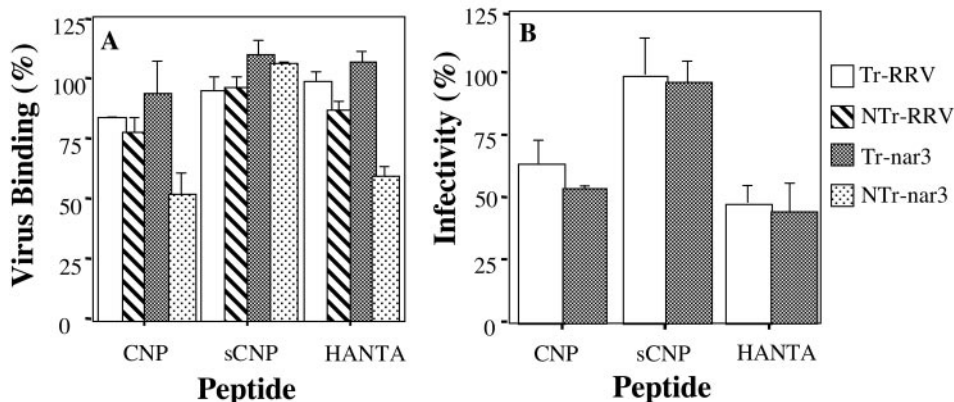 A
Virus Binding (%)
125
100
75
50
25
0
CNP sCNP HANTA
Peptide
B
Infectivity (%)
125
100
75
50
25
0
CNP sCNP HANTA
Peptide
Tr-RRV
NTr-RRV
Tr-nar3
NTr-nar3